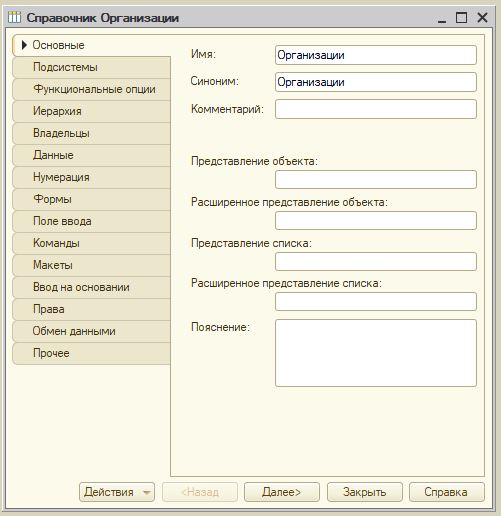 Справочник Организации
Основные
Подсистемы
Функциональные опции
Иерархия
Владельцы
Данные
Нумерация
Формы
Поле ввода
Команды
Макеты
Ввод на основании
Права
Обмен данными
Прочее
Имя: Организации
Синоним: Организации
Комментарий:
Представление объекта:
Расширенное представление объекта:
Представление списка:
Расширенное представление списка:
Пояснение:
Действия <Назад Далее> Закрыть Справка